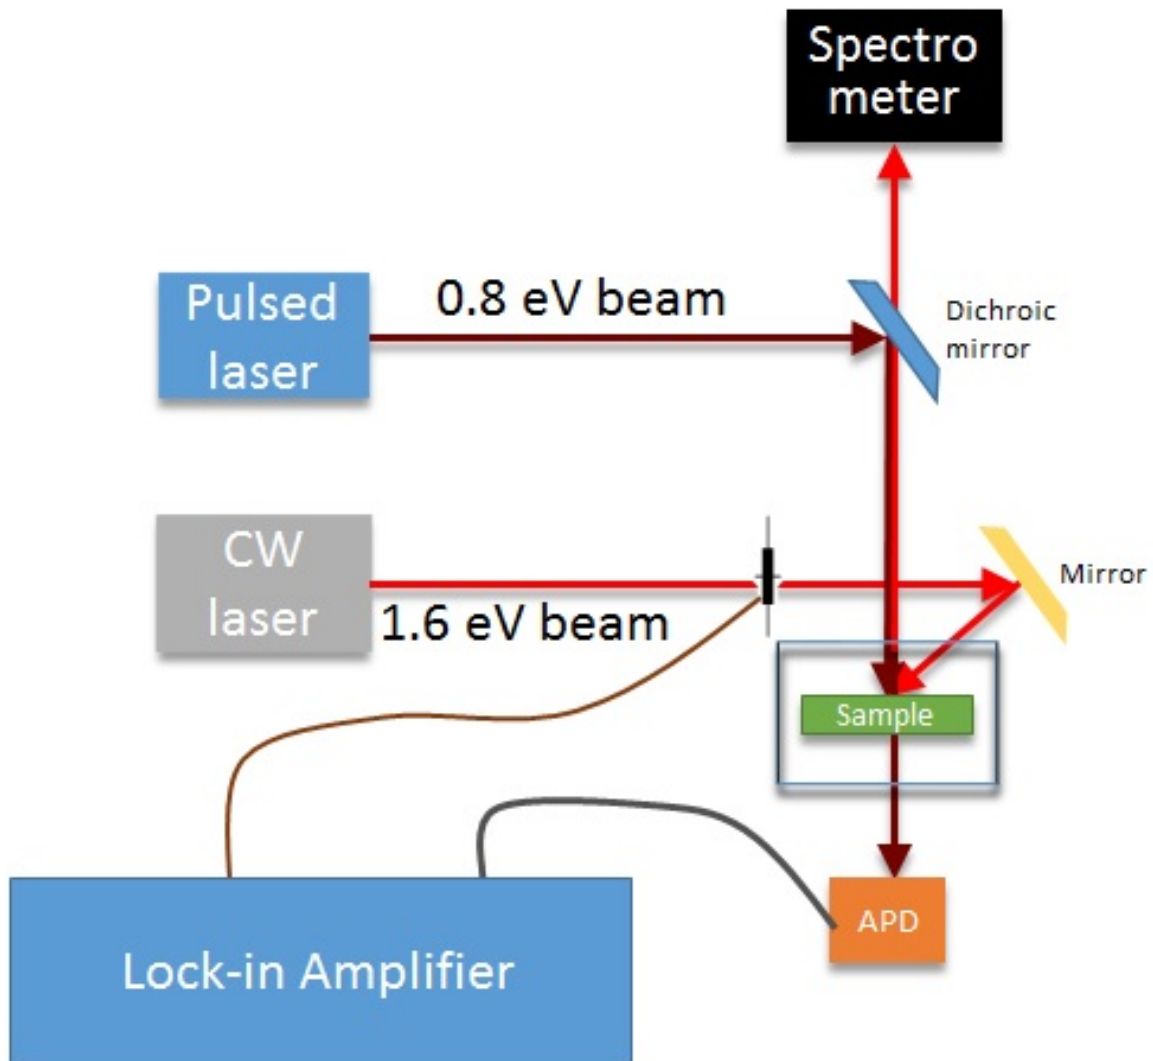 Spectro
meter
Pulsed
laser
0.8 eV beam
Dichroic
mirror
CW
laser
1.6 eV beam
Mirror
Sample
APD
Lock-in Amplifier